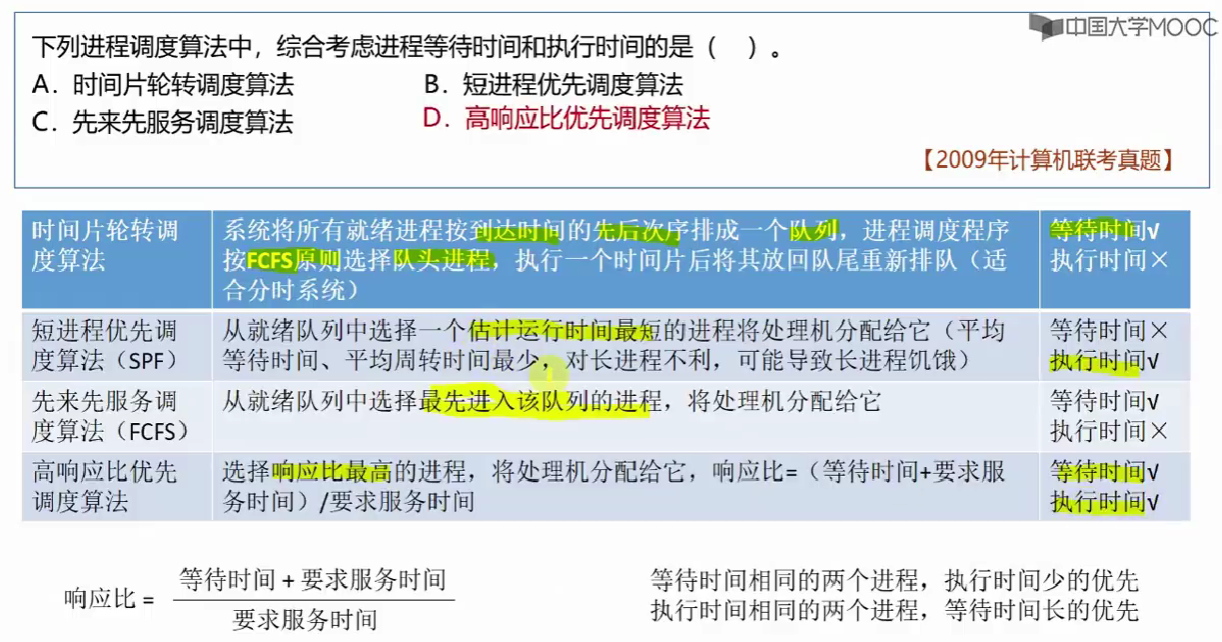 中国大学MOOC
下列进程调度算法中，综合考虑进程等待时间和执行时间的是（ ）。
A．时间片轮转调度算法 B．短进程优先调度算法
C．先来先服务调度算法 D．高响应比优先调度算法
【2009年计算机联考真题】
时间片轮转调
度算法
系统将所有就绪进程按到达时间的先后次序排成一个队列，进程调度程序
按FCFS原则选择队头进程，执行一个时间片后将其放回队尾重新排队（适
合分时系统）
等待时间√
执行时间×
短进程优先调
度算法（SPF）
从就绪队列中选择一个估计运行时间最短的进程将处理机分配给它（平均
等待时间、平均周转时间最少，对长进程不利，可能导致长进程饥饿）
等待时间×
执行时间√
先来先服务调
度算法（FCFS）
从就绪队列中选择最先进入该队列的进程，将处理机分配给它
等待时间√
执行时间×
高响应比优先
调度算法
选择响应比最高的进程，将处理机分配给它，响应比=（等待时间+要求服
务时间）/要求服务时间
等待时间√
执行时间√
等待时间 + 要求服务时间
响应比 =
要求服务时间
等待时间相同的两个进程，执行时间少的优先
执行时间相同的两个进程，等待时间长的优先